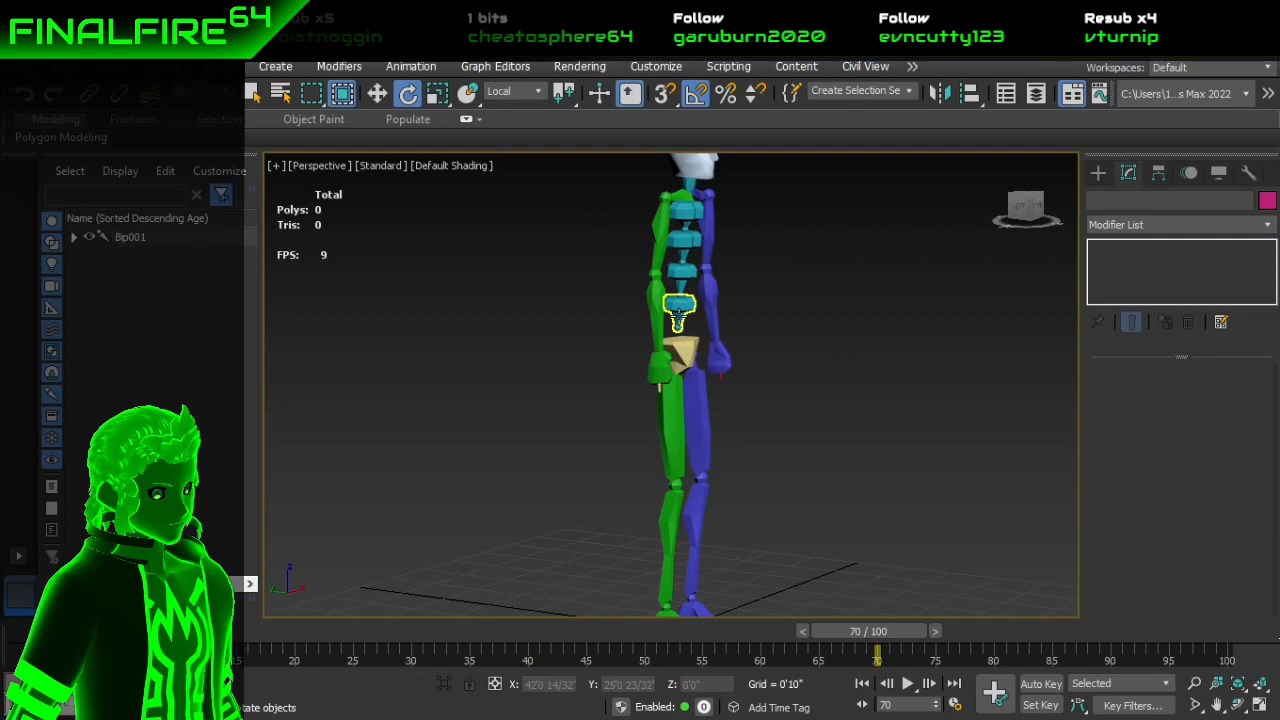 FINALFIRE64
Resub x5
1 bits
cheatosphere64
Follow
garuburn2020
Follow
evncutty123
Resub x4
vturnip
Create
Modifiers
Animation
Graph Editors
Rendering
Customize
Scripting
Content
Civil View
Workspaces: Default
Local
Create Selection Se
C:\Users\1...s Max 2022
Modeling
Freeform
Selection
Object Paint
Populate
Polygon Modeling
Select
Display
Edit
Customize
Name (Sorted Descending Age)
Bip001
[+] [Perspective] [Standard] [Default Shading]
Total
Polys: 0
Tris: 0
FPS: 9
Modifier List
70 / 100
15 20 25 30 35 40 45 50 55 60 65 70 75 80 85 90 95 100
X: 42'0 14/32"
Y: 25'0 23/32"
Z: 0'0"
Grid = 0'10"
Auto Key
Selected
otate objects
Enabled:
0
Add Time Tag
70
Set Key
Key Filters...